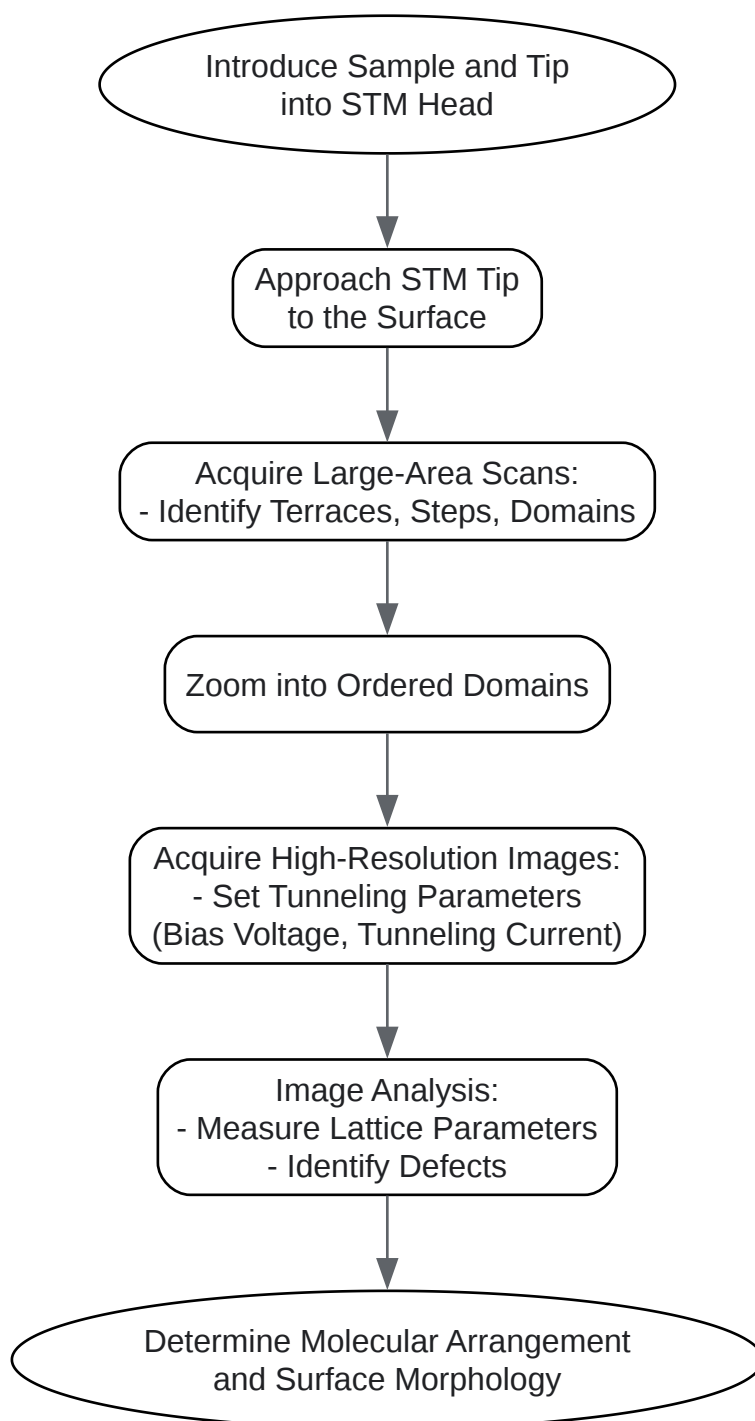 Introduce Sample and Tip
into STM Head
Approach STM Tip
to the Surface
Acquire Large-Area Scans:
- Identify Terraces, Steps, Domains
Zoom into Ordered Domains
Acquire High-Resolution Images:
- Set Tunneling Parameters
(Bias Voltage, Tunneling Current)
Image Analysis:
- Measure Lattice Parameters
- Identify Defects
Determine Molecular Arrangement
and Surface Morphology